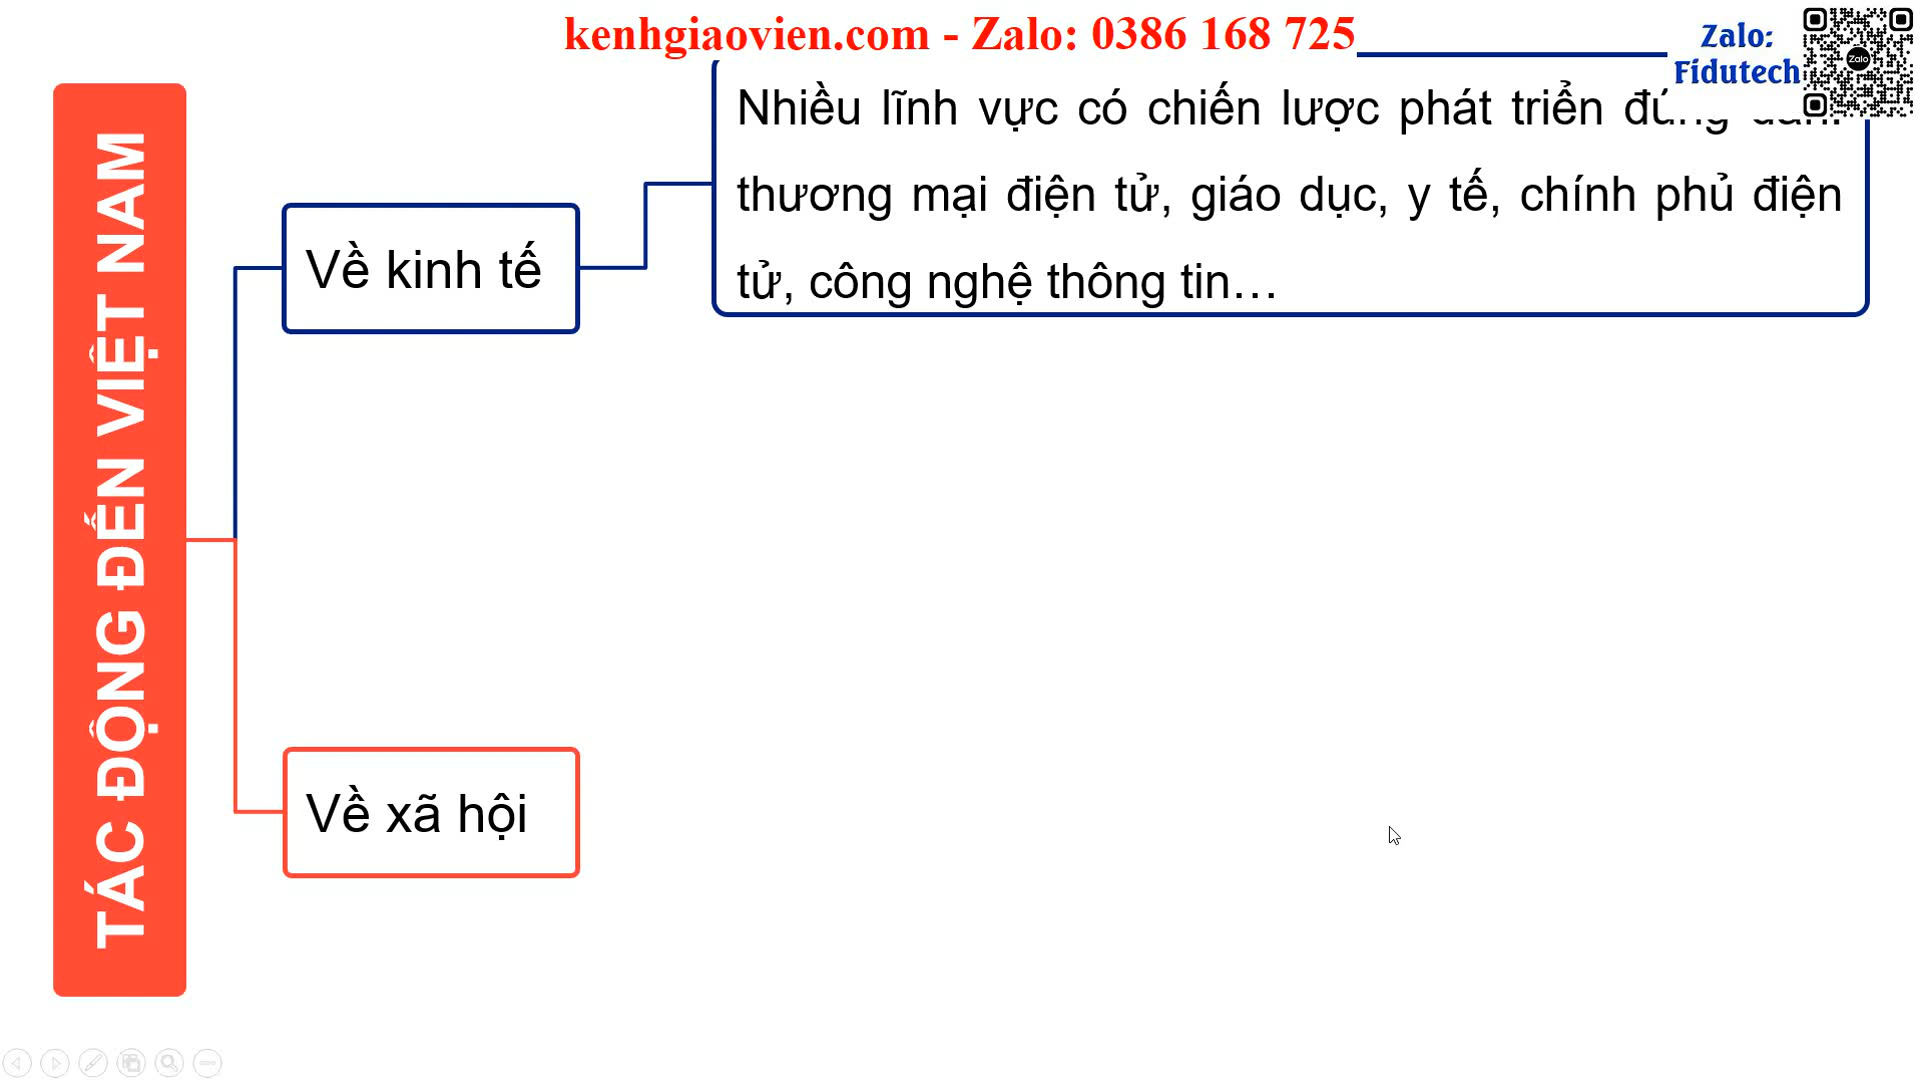 kenhgiaovien.com - Zalo: 0386 168 725
Zalo:
Fidutech
Zalo
TÁC ĐỘNG ĐẾN VIỆT NAM
Về kinh tế
Nhiều lĩnh vực có chiến lược phát triển
thương mại điện tử, giáo dục, y tế, chính phủ điện
tử, công nghệ thông tin…
Về xã hội